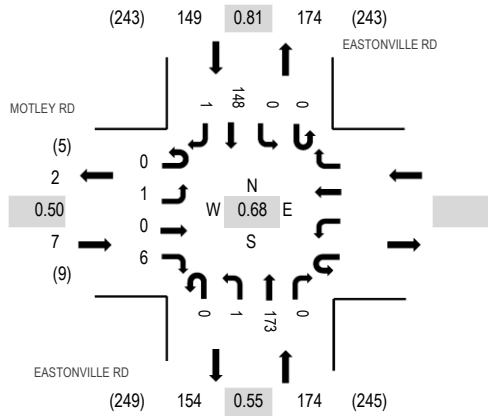 (243) 149 0.81 174 (243)
EASTONVILLE RD
MOTLEY RD
1 148 0 0
(5)
2
0.50
7
(9)
0
1
0
6
N
W 0.68 E
S
0 1 173 0
EASTONVILLE RD
(249) 154 0.55 174 (245)